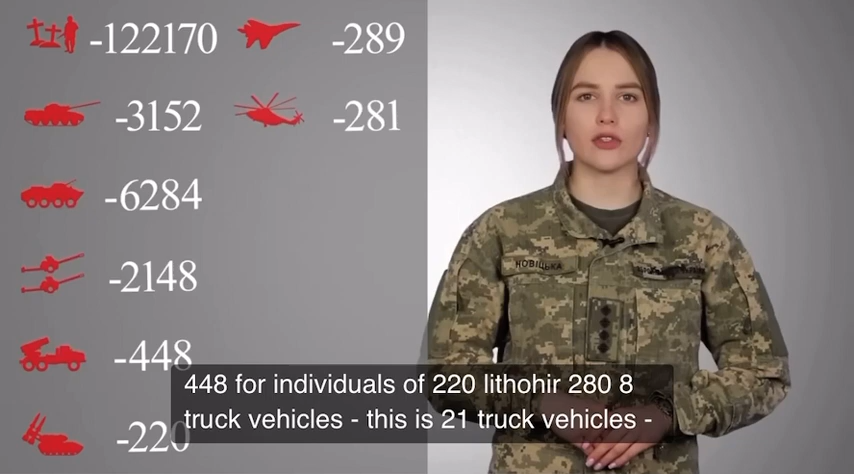 -122170 -289
-3152 -281
-6284
-2148
-448
-220
НОВІЦЬКА
448 for individuals of 220 lithohir 280 8
truck vehicles - this is 21 truck vehicles -